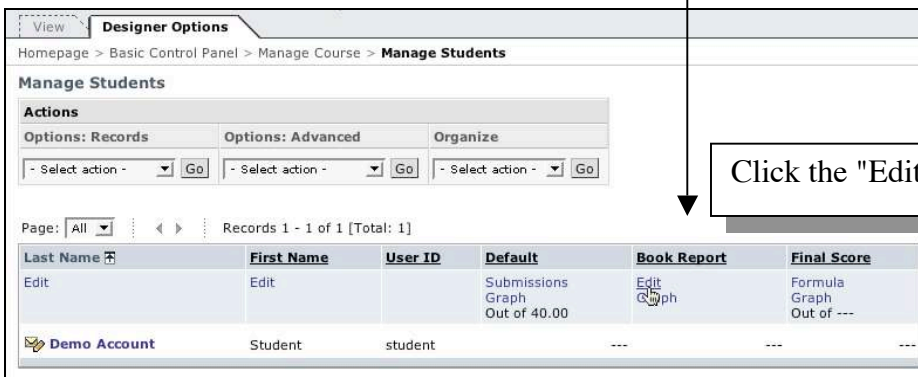 View Designer Options
Homepage > Basic Control Panel > Manage Course > Manage Students
Manage Students
Actions
Options: Records Options: Advanced Organize
- Select action - Go - Select action - Go - Select action - Go
Click the "Edit
Page: All Records 1 - 1 of 1 [Total: 1]
Last Name First Name User ID Default Book Report Final Score
Edit Edit Submissions Edit Formula
Graph Graph Graph
Out of 40.00 Out of ---
Demo Account Student student --- --- ---